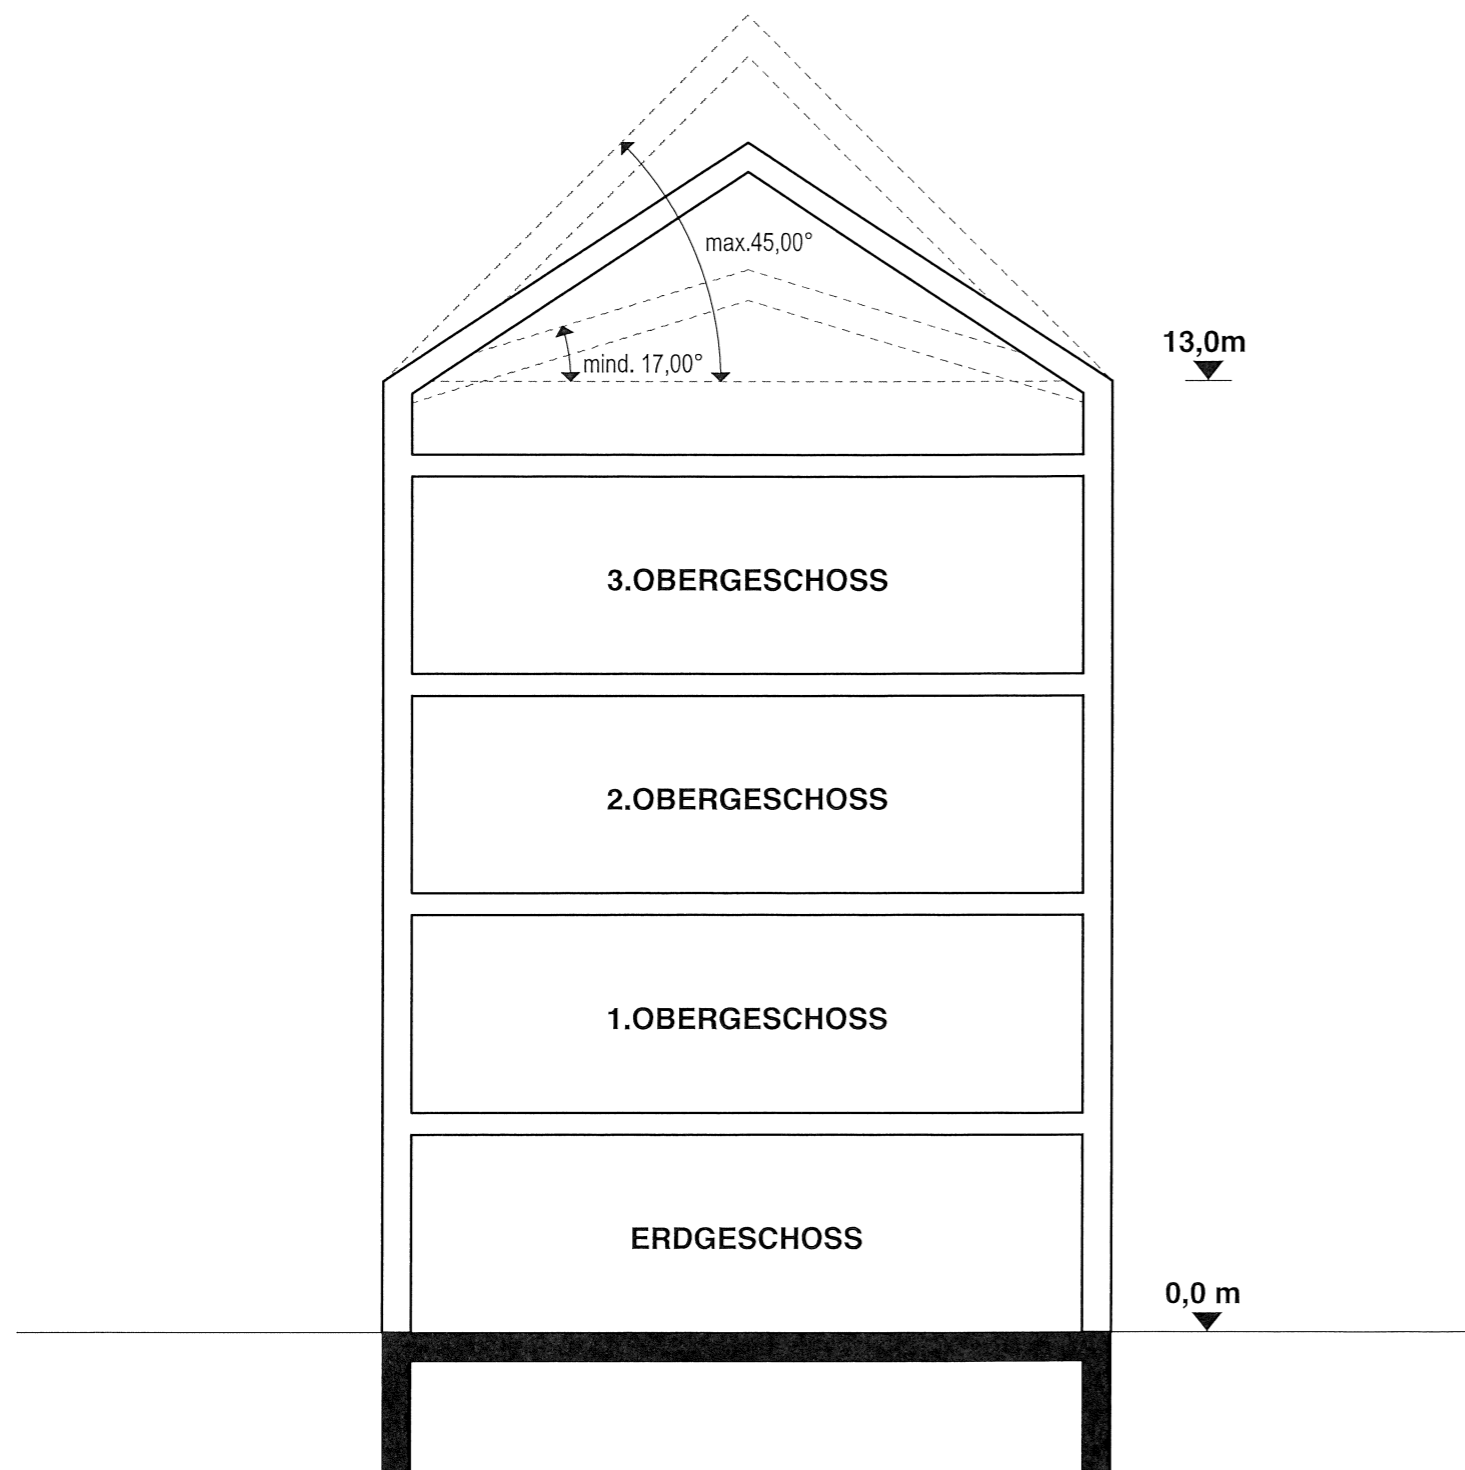 max.45,00°
13,0m
mind. 17,00°
3.OBERGESCHOSS
2.OBERGESCHOSS
1.OBERGESCHOSS
ERDGESCHOSS
0,0 m